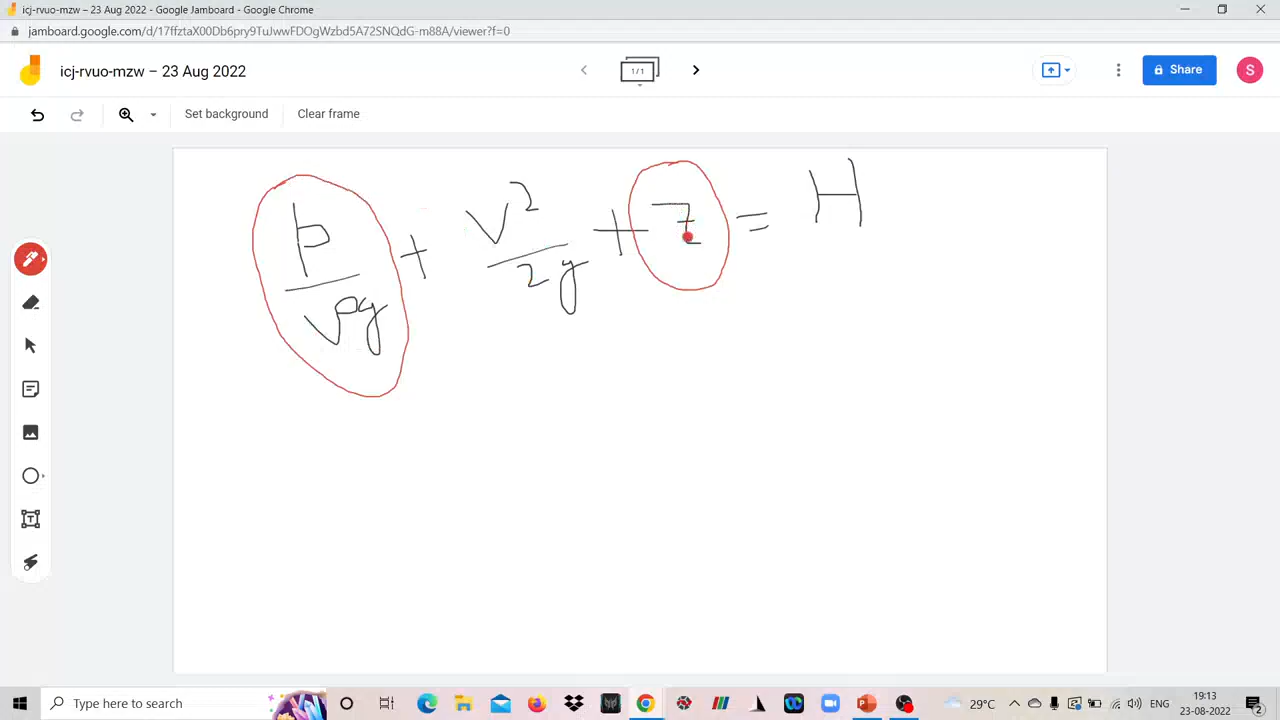 icj-rvuo-mzw – 23 Aug 2022 - Google Jamboard - Google Chrome
jamboard.google.com/d/17ffztaX00Db6pry9TuJwwFDOgWzbd5A72SNQdG-m88A/viewer?f=0
icj-rvuo-mzw – 23 Aug 2022
1 / 1
Share
S
Set background
Clear frame
p/ρg + v²/2g + z = H
Type here to search
29°C
ENG
19:13
23-08-2022
2